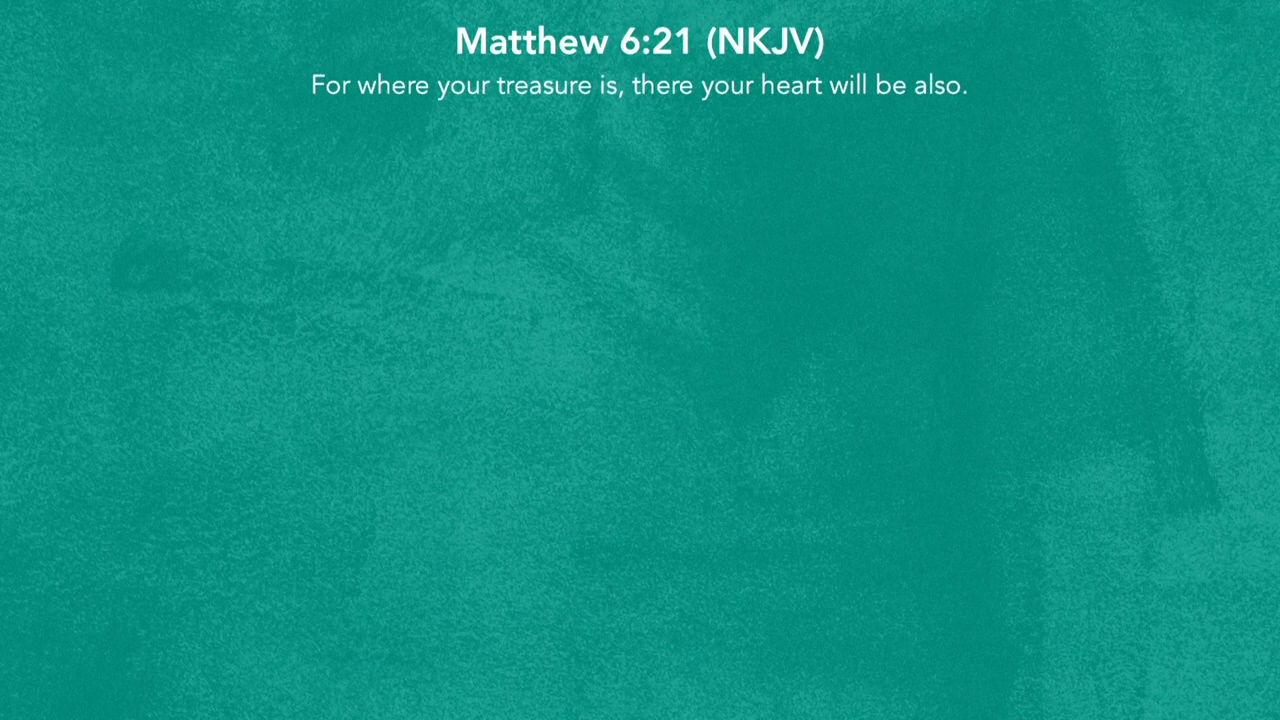 Matthew 6:21 (NKJV)
For where your treasure is, there your heart will be also.